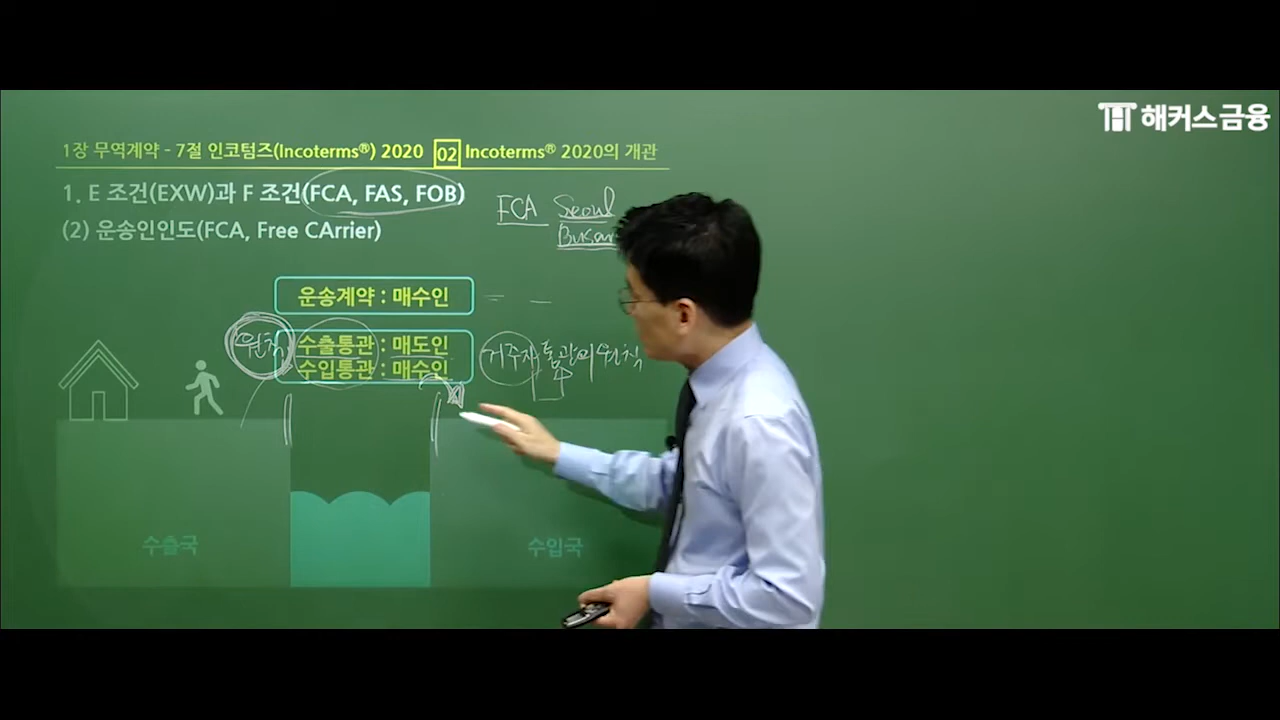 해커스금융
1장 무역계약 - 7절 인코텀즈(Incoterms®) 2020 02 Incoterms® 2020의 개관
1. E 조건(EXW)과 F 조건(FCA, FAS, FOB)
(2) 운송인인도(FCA, Free CArrier)
FCA Seoul
Busan
운송계약 : 매수인
원칙
수출통관 : 매도인
수입통관 : 매수인
거주자 통관의 원칙
수출국
수입국